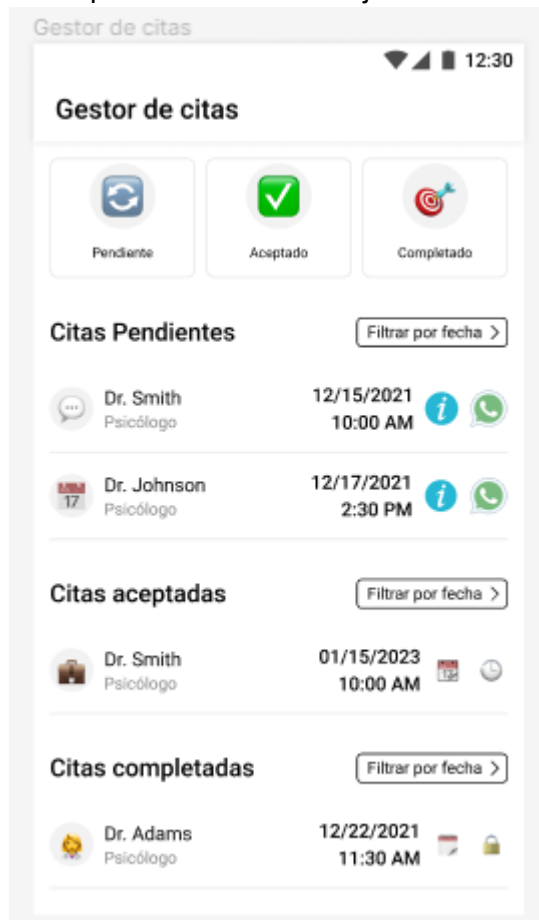 Gestor de citas
12:30
Gestor de citas
Pendiente
Aceptado
Completado
Citas Pendientes
Filtrar por fecha >
Dr. Smith
Psicólogo
12/15/2021
10:00 AM
Dr. Johnson
Psicólogo
17
12/17/2021
2:30 PM
Citas aceptadas
Filtrar por fecha >
Dr. Smith
Psicólogo
01/15/2023
10:00 AM
Citas completadas
Filtrar por fecha >
Dr. Adams
Psicólogo
12/22/2021
11:30 AM